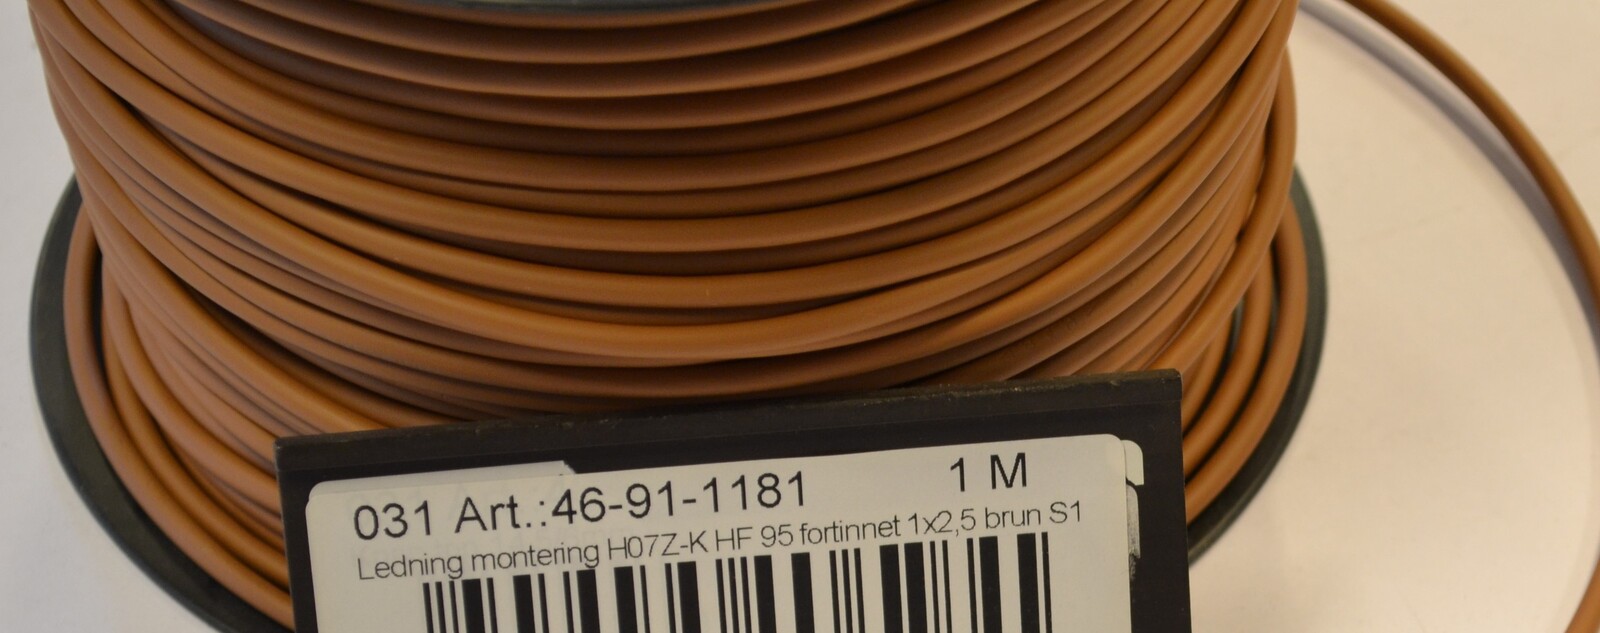 031 Art.:46-91-1181 1 M
Ledning montering H07Z-K HF 95 fortinnet 1x2,5 brun S1